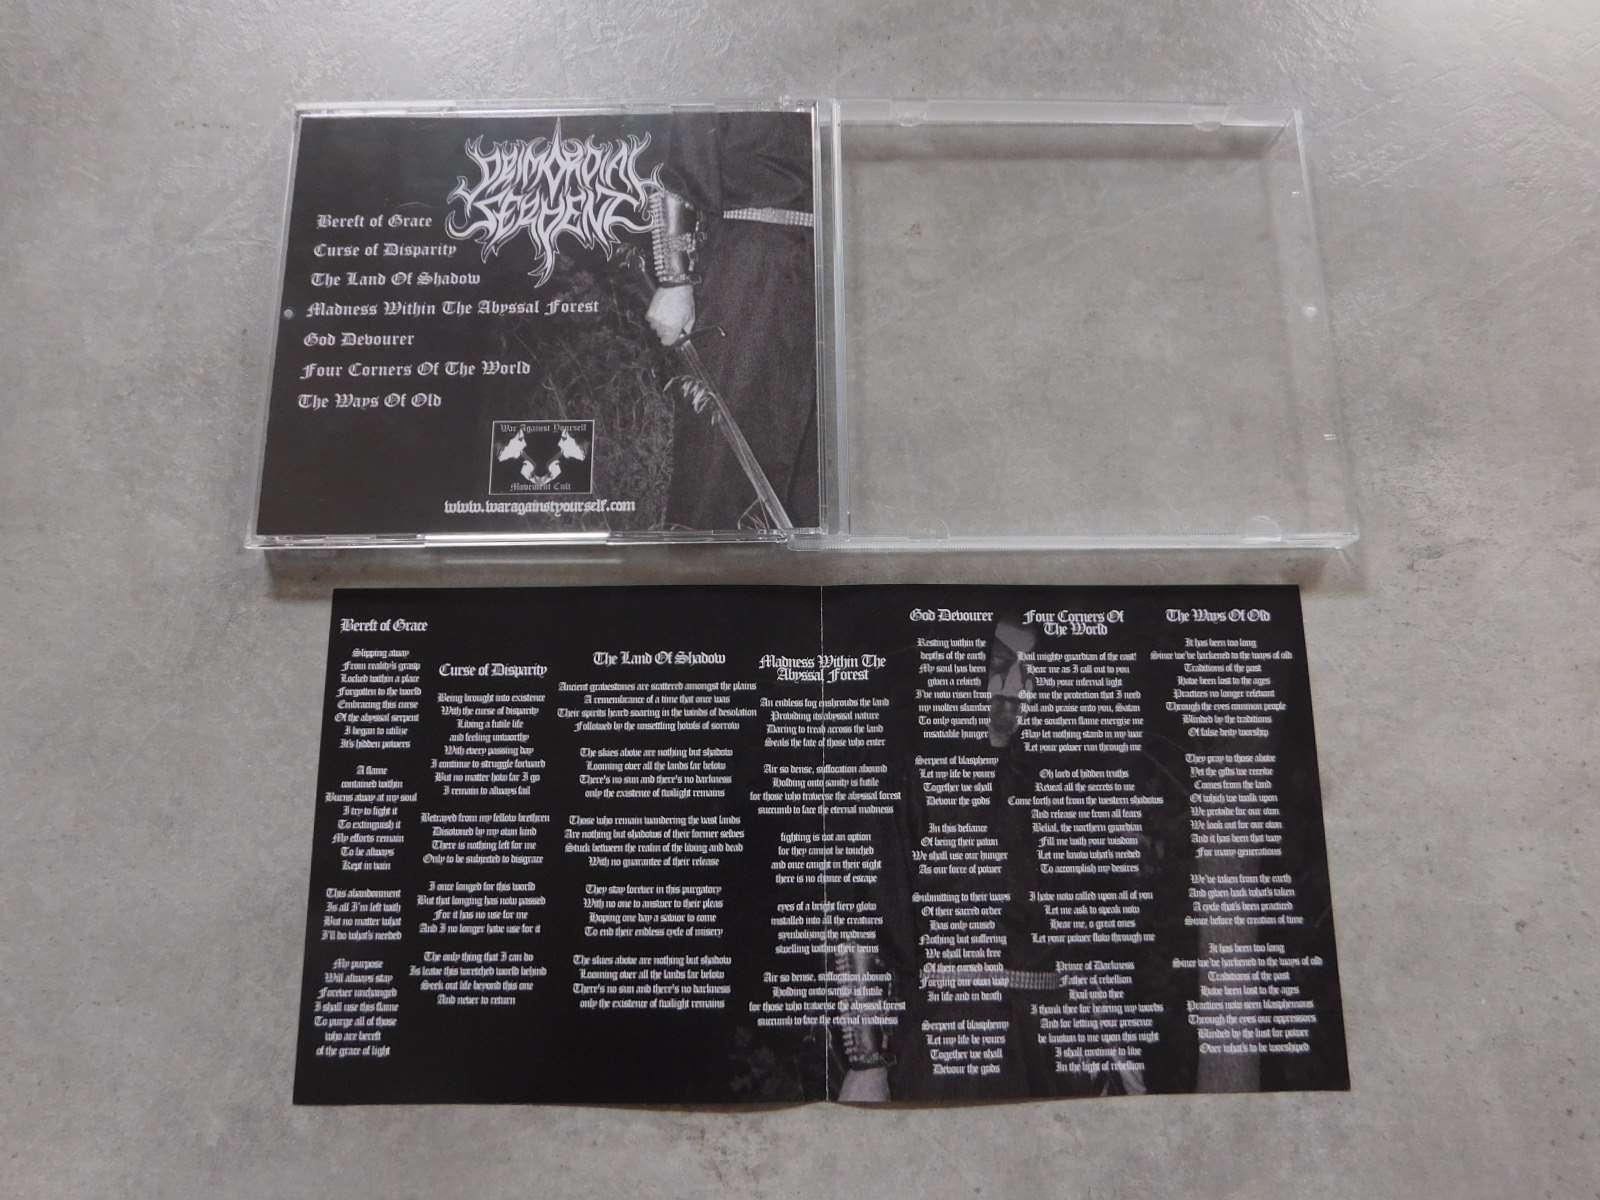 PRIMORDIAL
SERPENT
Bereft of Grace
Curse of Disparity
The Land Of Shadow
Madness Within The Abyssal Forest
God Devourer
Four Corners Of The World
The Ways Of Old
War Against Yourself
Movement Cult
www.waragainstyourself.com
Bereft of Grace
Slipping away
From reality's grasp
Locked within a place
Forgotten to the world
Embracing this curse
Of the abyssal serpent
I began to utilize
It's hidden powers
A flame
contained within
Burns away at my soul
I try to fight it
To extinguish it
My efforts remain
To be always
Kept in vain
This abandonment
Is all I'm left with
But no matter what
I'll do what's needed
My purpose
Will always stay
Forever unchanged
I shall use this flame
To purge all of those
who are bereft
of the grace of light
Curse of Disparity
Being brought into existence
With the curse of disparity
Living a futile life
and feeling unworthy
With every passing day
I continue to struggle forward
But no matter how far I go
I remain to always fail
Betrayed from my fellow brethren
Disowned by my own kind
There is nothing left for me
Only to be subjected to disgrace
I once longed for this world
But that longing has now passed
For it has no use for me
And I no longer have use for it
The only thing that I can do
Is leave this wretched world behind
Seek out life beyond this one
And never to return
The Land Of Shadow
Ancient gravestones are scattered amongst the plains
A remembrance of a time that once was
Their spirits heard soaring in the winds of desolation
Followed by the unsettling howls of sorrow
The skies above are nothing but shadow
Looming over all the lands far below
There's no sun and there's no darkness
only the existence of twilight remains
Those who remain wandering the vast lands
Are nothing but shadows of their former selves
Stuck between the realm of the living and dead
With no guarantee of their release
They stay forever in this purgatory
With no one to answer to their pleas
Hoping one day a savior to come
To end their endless cycle of misery
The skies above are nothing but shadow
Looming over all the lands far below
There's no sun and there's no darkness
only the existence of twilight remains
Madness Within The
Abyssal Forest
An endless fog enshrouds the land
Providing its abyssal nature
Daring to tread across the land
Seals the fate of those who enter
Air so dense, suffocation abound
Holding onto sanity is futile
for those who traverse the abyssal forest
succumb to face the eternal madness
fighting is not an option
for they cannot be touched
and once caught in their sight
there is no chance of escape
eyes of a bright fiery glow
installed into all the creatures
symbolizing the madness
swelling within their veins
Air so dense, suffocation abound
Holding onto sanity is futile
for those who traverse the abyssal forest
succumb to face the eternal madness
God Devourer
Resting within the
depths of the earth
My soul has been
given a rebirth
I've now risen from
my molten slumber
To only quench my
insatiable hunger
Serpent of blasphemy
Let my life be yours
Together we shall
Devour the gods
In this defiance
Of being their pawn
We shall use our hunger
As our force of power
Submitting to their ways
Of their sacred order
Has only caused
Nothing but suffering
We shall break free
Of there cursed bond
Forging our own way
In life and in death
Serpent of blasphemy
Let my life be yours
Together we shall
Devour the gods
Four Corners Of
The World
Hail mighty guardian of the east!
Hear me as I call out to you
With your infernal light
Give me the protection that I need
Hail and praise onto you, Satan
Let the southern flame energize me
May let nothing stand in my war
Let your power run through me
Oh lord of hidden truths
Reveal all the secrets to me
Come forth out from the western shadows
And release me from all fears
Belial, the northern guardian
Fill me with your wisdom
Let me know what's needed
To accomplish my desires
I have now called upon all of you
Let me ask to speak now
Hear me, o great ones
Let your power flow through me
Prince of Darkness
Father of rebellion
Hail unto thee
I thank thee for hearing my words
And for letting your presence
be known to me upon this night
I shall continue to live
In the light of rebellion
The Ways Of Old
It has been too long
Since we've harkened to the ways of old
Traditions of the past
Have been lost to the ages
Practices no longer relevant
Through the eyes common people
Blinded by the traditions
Of false deity worship
They pray to those above
Yet the gifts we receive
Comes from the land
Of which we walk upon
We provide for our own
We look out for our own
And it has been that way
For many generations
We've taken from the earth
And given back what's taken
A cycle that's been practiced
Since before the creation of time
It has been too long
Since we've harkened to the ways of old
Traditions of the past
Have been lost to the ages
Practices now seen blasphemous
Through the eyes our oppressors
Blinded by the lust for power
Over what's to be worshiped